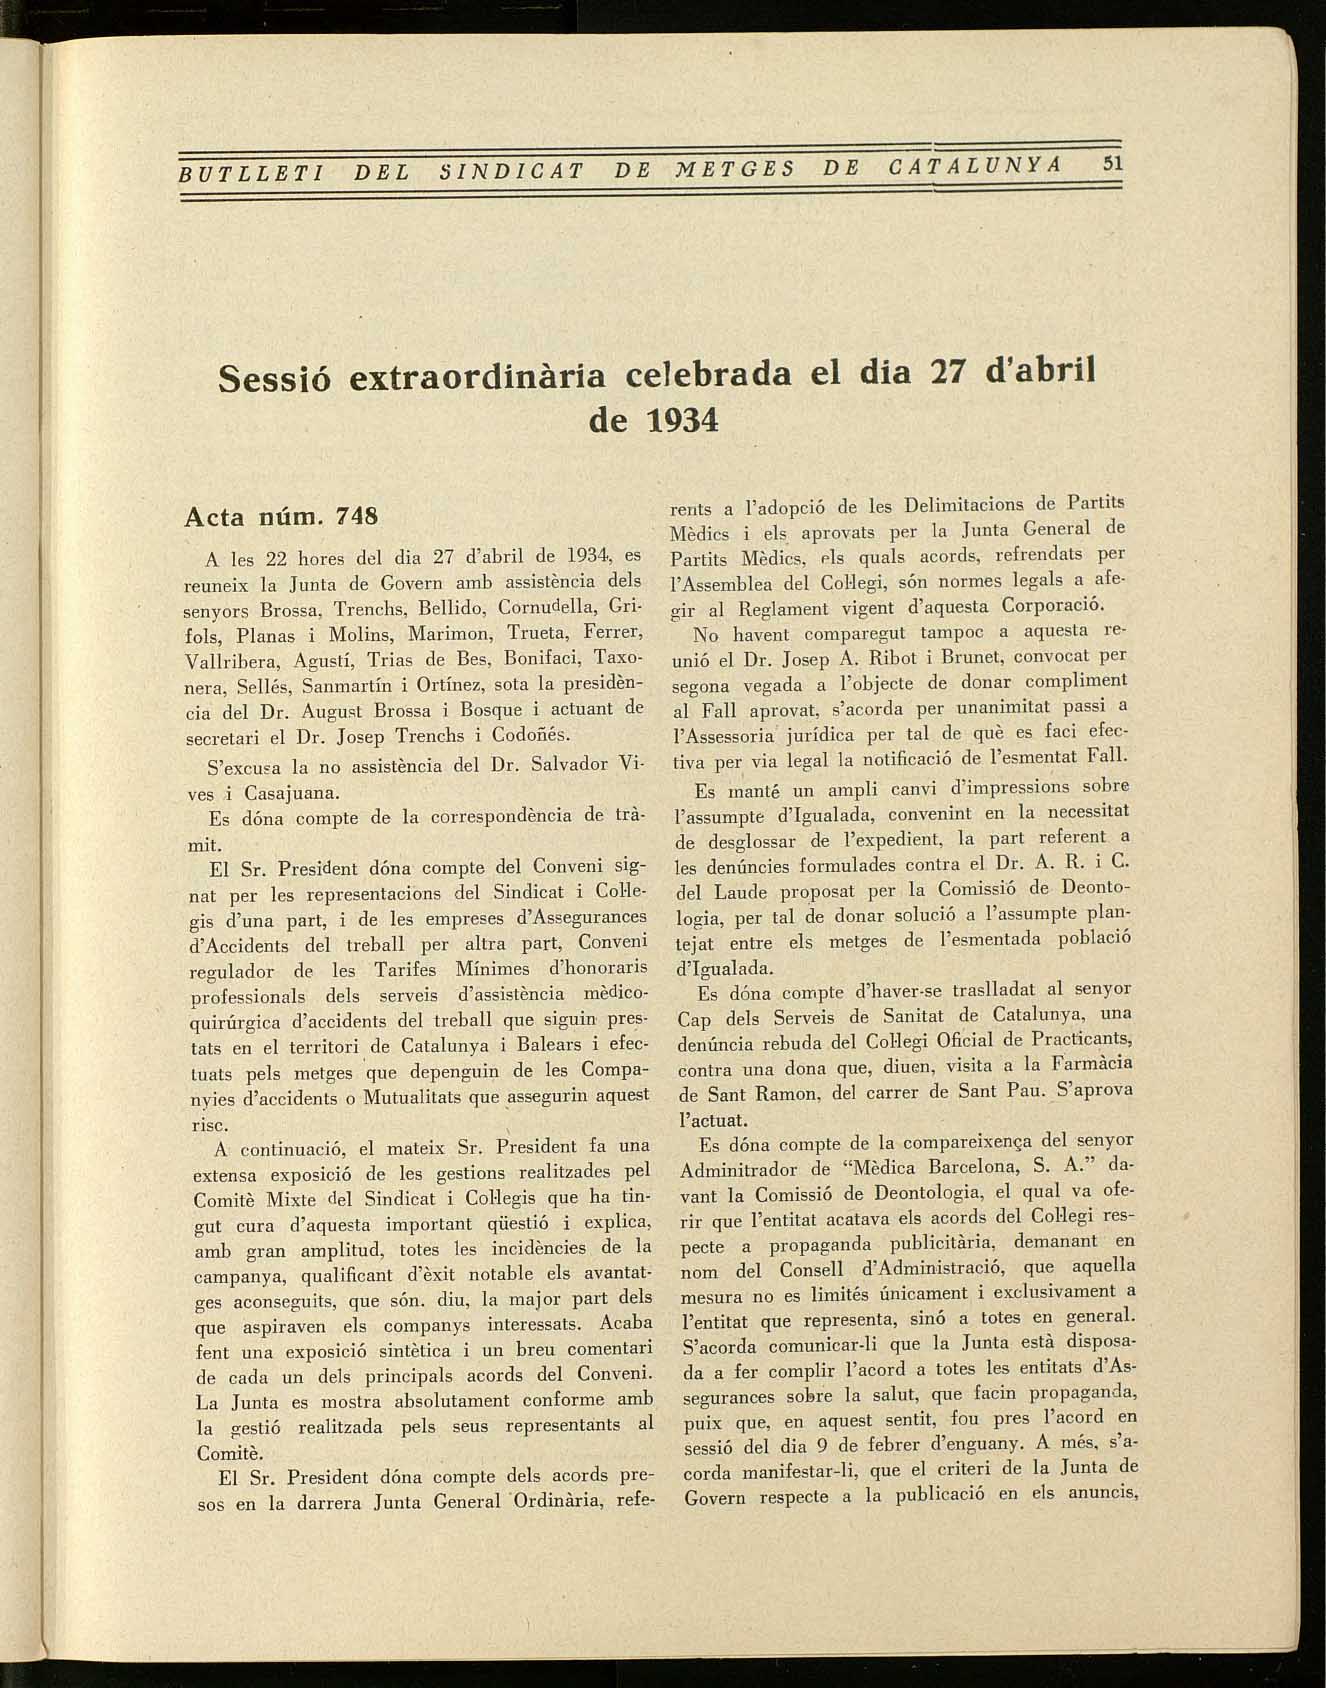 BUTLLETI DEL SINDICAT DE METGES DE CATALUNYA 51
Sessió extraordinària celebrada el dia 27 d'abril
de 1934
Acta núm. 748
A les 22 hores del dia 27 d'abril de 1934, es
reuneix la Junta de Govern amb assistència dels
senyors Brossa, Trenchs, Bellido, Cornudella, Gri-
fols, Planas i Molins, Marimon, Trueta, Ferrer,
Vallribera, Agustí, Trias de Bes, Bonifaci, Taxo-
nera, Sellés, Sanmartín i Ortínez, sota la presidèn-
cia del Dr. August Brossa i Bosque i actuant de
secretari el Dr. Josep Trenchs i Codoñés.
S'excusa la no assistència del Dr. Salvador Vi-
ves i Casajuana.
Es dóna compte de la correspondència de trà-
mit.
El Sr. President dóna compte del Conveni sig-
nat per les representacions del Sindicat i Col·le-
gis d'una part, i de les empreses d'Assegurances
d'Accidents del treball per altra part, Conveni
regulador de les Tarifes Mínimes d'honoraris
professionals dels serveis d'assistència mèdico-
quirúrgica d'accidents del treball que siguin pres-
tats en el territori de Catalunya i Balears i efec-
tuats pels metges que depenguin de les Compa-
nyies d'accidents o Mutualitats que assegurin aquest
risc.
A continuació, el mateix Sr. President fa una
extensa exposició de les gestions realitzades pel
Comitè Mixte del Sindicat i Col·legis que ha tin-
gut cura d'aquesta important qüestió i explica,
amb gran amplitud, totes les incidències de la
campanya, qualificant d'èxit notable els avantat-
ges aconseguits, que són. diu, la major part dels
que aspiraven els companys interessats. Acaba
fent una exposició sintètica i un breu comentari
de cada un dels principals acords del Conveni.
La Junta es mostra absolutament conforme amb
la gestió realitzada pels seus representants al
Comitè.
El Sr. President dóna compte dels acords pre-
sos en la darrera Junta General Ordinària, refe-
rents a l'adopció de les Delimitacions de Partits
Mèdics i els aprovats per la Junta General de
Partits Mèdics, els quals acords, refrendats per
l'Assemblea del Col·legi, són normes legals a afe-
gir al Reglament vigent d'aquesta Corporació.
No havent comparegut tampoc a aquesta re-
unió el Dr. Josep A. Ribot i Brunet, convocat per
segona vegada a l'objecte de donar compliment
al Fall aprovat, s'acorda per unanimitat passi a
l'Assessoria jurídica per tal de què es faci efec-
tiva per via legal la notificació de l'esmentat Fall.
Es manté un ampli canvi d'impressions sobre
l'assumpte d'Igualada, convenint en la necessitat
de desglossar de l'expedient, la part referent a
les denúncies formulades contra el Dr. A. R. i C.
del Laude proposat per la Comissió de Deonto-
logia, per tal de donar solució a l'assumpte plan-
tejat entre els metges de l'esmentada població
d'Igualada.
Es dóna compte d'haver-se traslladat al senyor
Cap dels Serveis de Sanitat de Catalunya, una
denúncia rebuda del Col·legi Oficial de Practicants,
contra una dona que, diuen, visita a la Farmàcia
de Sant Ramon, del carrer de Sant Pau. S'aprova
l'actuat.
Es dóna compte de la compareixença del senyor
Adminitrador de "Mèdica Barcelona, S. A." da-
vant la Comissió de Deontologia, el qual va ofe-
rir que l'entitat acatava els acords del Col·legi res-
pecte a propaganda publicitària, demanant en
nom del Consell d'Administració, que aquella
mesura no es limités únicament i exclusivament a
l'entitat que representa, sinó a totes en general.
S'acorda comunicar-li que la Junta està disposa-
da a fer complir l'acord a totes les entitats d'As-
segurances sobre la salut, que facin propaganda,
puix que, en aquest sentit, fou pres l'acord en
sessió del dia 9 de febrer d'enguany. A més, s'a-
corda manifestar-li, que el criteri de la Junta de
Govern respecte a la publicació en els anuncis,